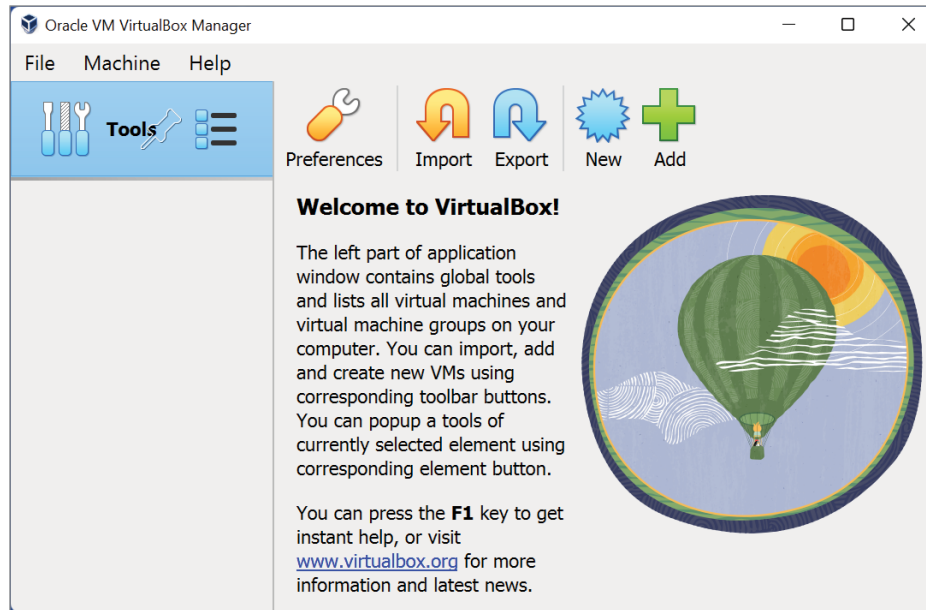 Oracle VM VirtualBox Manager
File Machine Help
Tools
Preferences Import Export New Add
Welcome to VirtualBox!
The left part of application
window contains global tools
and lists all virtual machines and
virtual machine groups on your
computer. You can import, add
and create new VMs using
corresponding toolbar buttons.
You can popup a tools of
currently selected element using
corresponding element button.
You can press the F1 key to get
instant help, or visit
www.virtualbox.org for more
information and latest news.